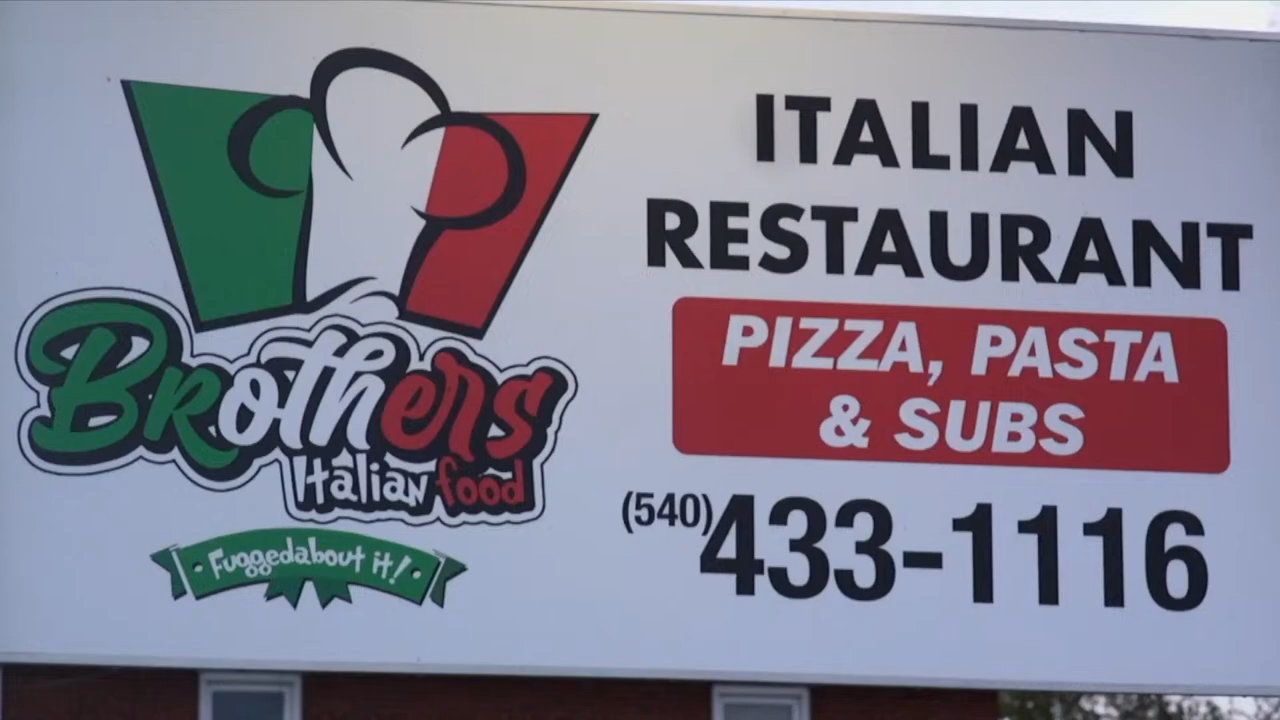 Brothers
Italian food
Fuggedabout it!
ITALIAN
RESTAURANT
PIZZA, PASTA
& SUBS
(540)433-1116